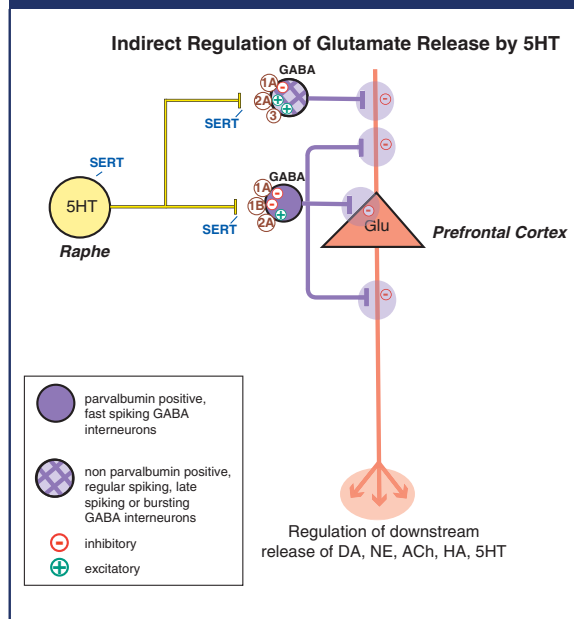 Indirect Regulation of Glutamate Release by 5HT
GABA
1A
2A
3
SERT
SERT
5HT
Raphe
GABA
1A
1B
2A
SERT
Glu
Prefrontal Cortex
parvalbumin positive,
fast spiking GABA
interneurons
non parvalbumin positive,
regular spiking, late
spiking or bursting
GABA interneurons
inhibitory
excitatory
Regulation of downstream
release of DA, NE, ACh, HA, 5HT